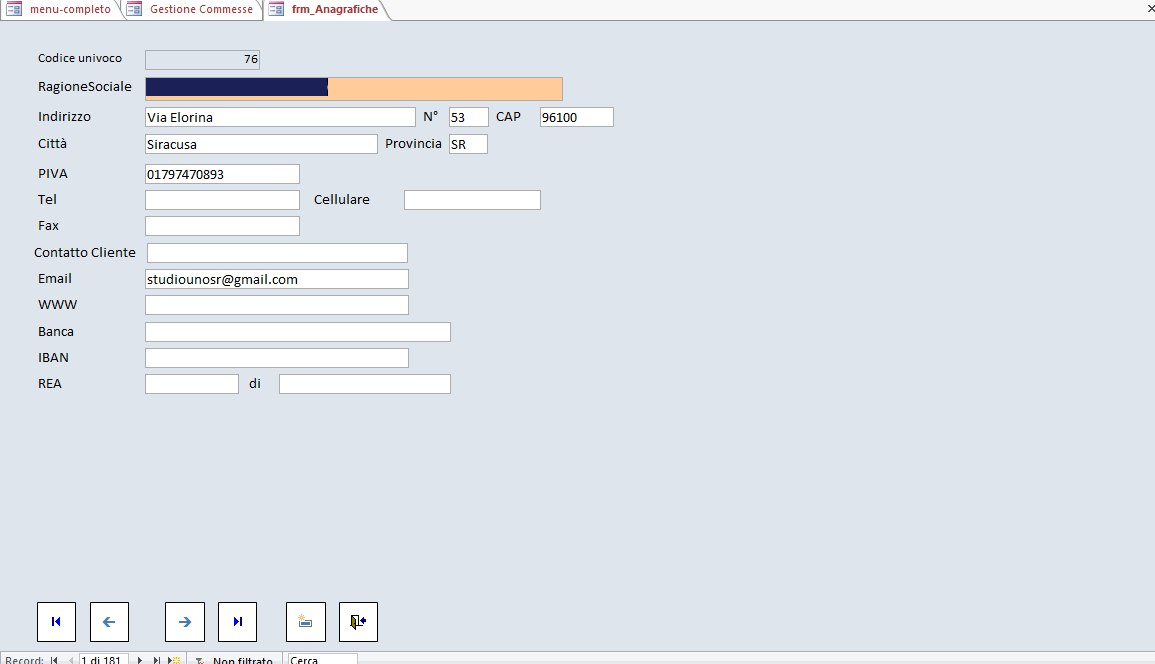 menu-completo Gestione Commesse frm_Anagrafiche
Codice univoco 76
RagioneSociale
Indirizzo Via Elorina N° 53 CAP 96100
Città Siracusa Provincia SR
PIVA 01797470893
Tel Cellulare
Fax
Contatto Cliente
Email studiounosr@gmail.com
WWW
Banca
IBAN
REA di
Record: 1 di 181 Non filtrato Cerca